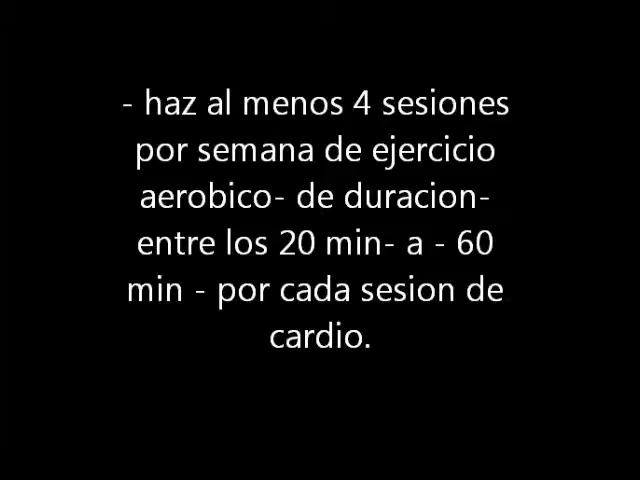 - haz al menos 4 sesiones
por semana de ejercicio
aerobico- de duracion-
entre los 20 min- a - 60
min - por cada sesion de
cardio.